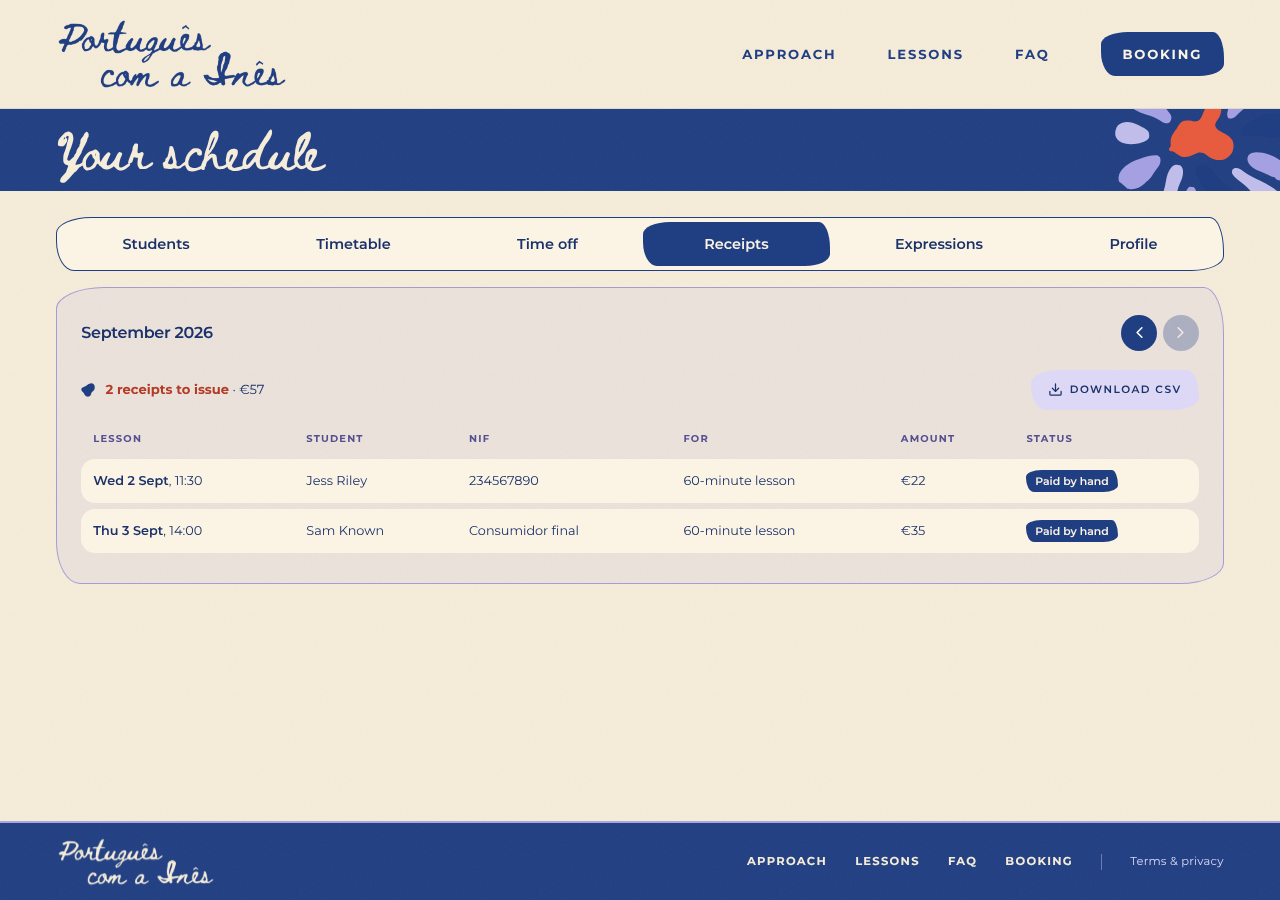 Português
com a Inês
APPROACH LESSONS FAQ BOOKING
Your schedule
Students Timetable Time off Receipts Expressions Profile
September 2026
2 receipts to issue · €57
DOWNLOAD CSV
LESSON STUDENT NIF FOR AMOUNT STATUS
Wed 2 Sept, 11:30 Jess Riley 234567890 60-minute lesson €22 Paid by hand
Thu 3 Sept, 14:00 Sam Known Consumidor final 60-minute lesson €35 Paid by hand
Português
com a Inês
APPROACH LESSONS FAQ BOOKING Terms & privacy